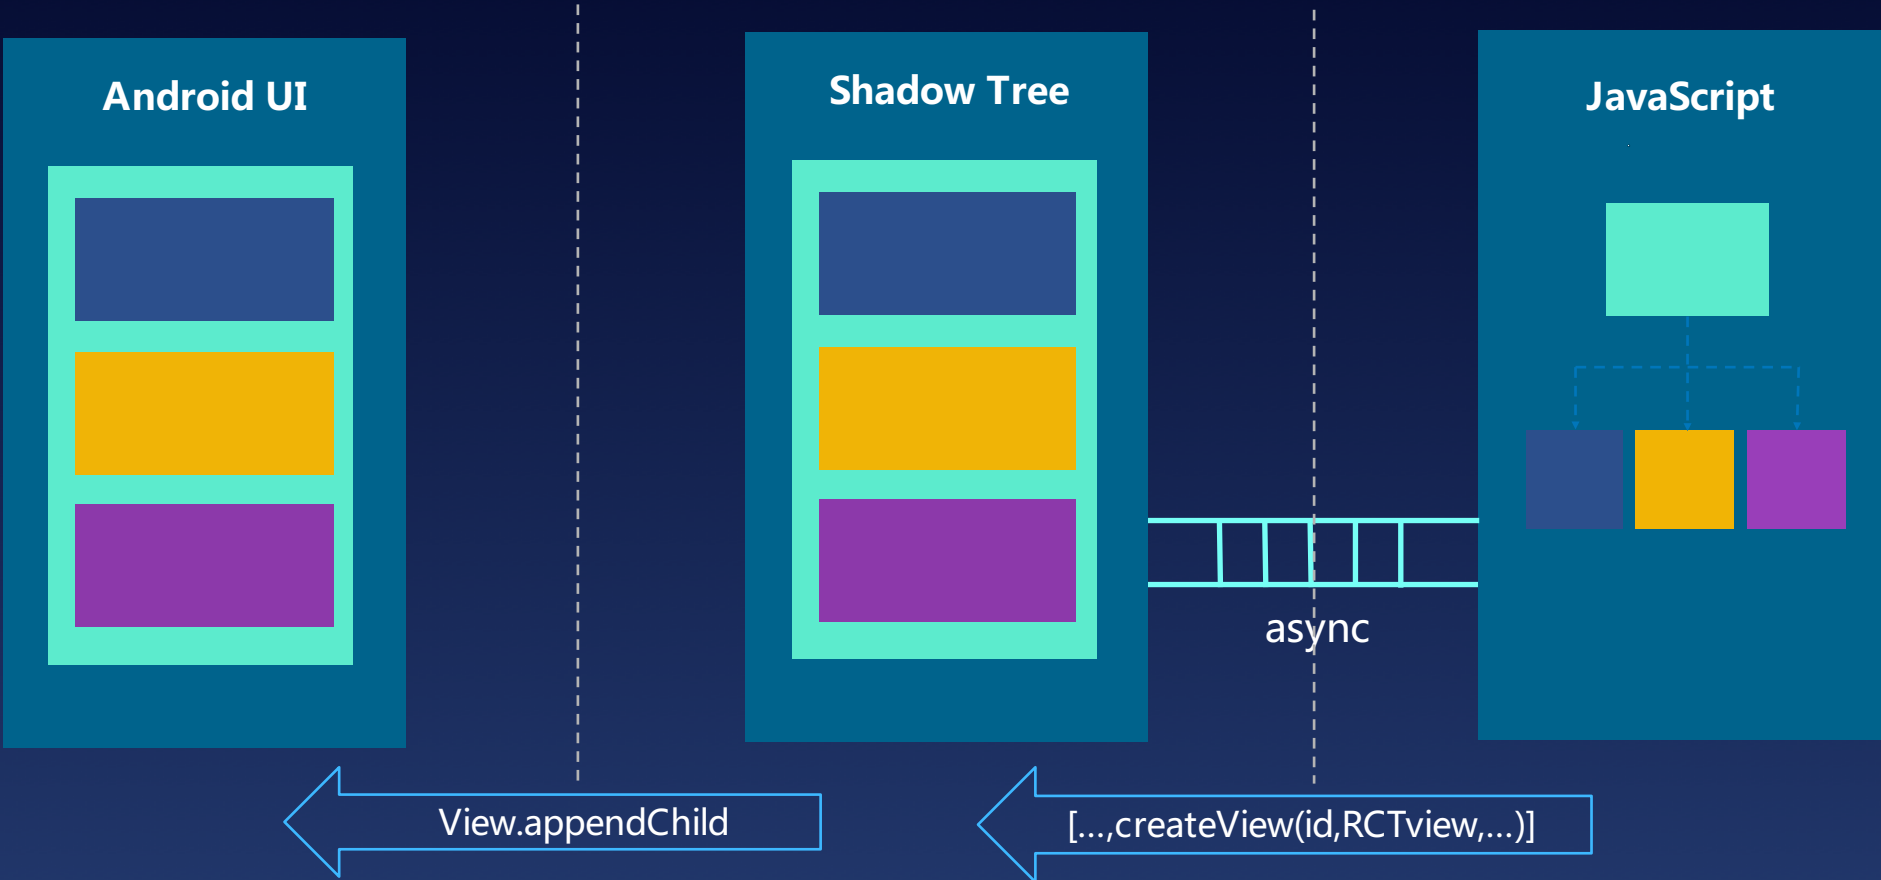 Android UI
Shadow Tree
JavaScript
async
View.appendChild
[...,createView(id,RCTview,...)]